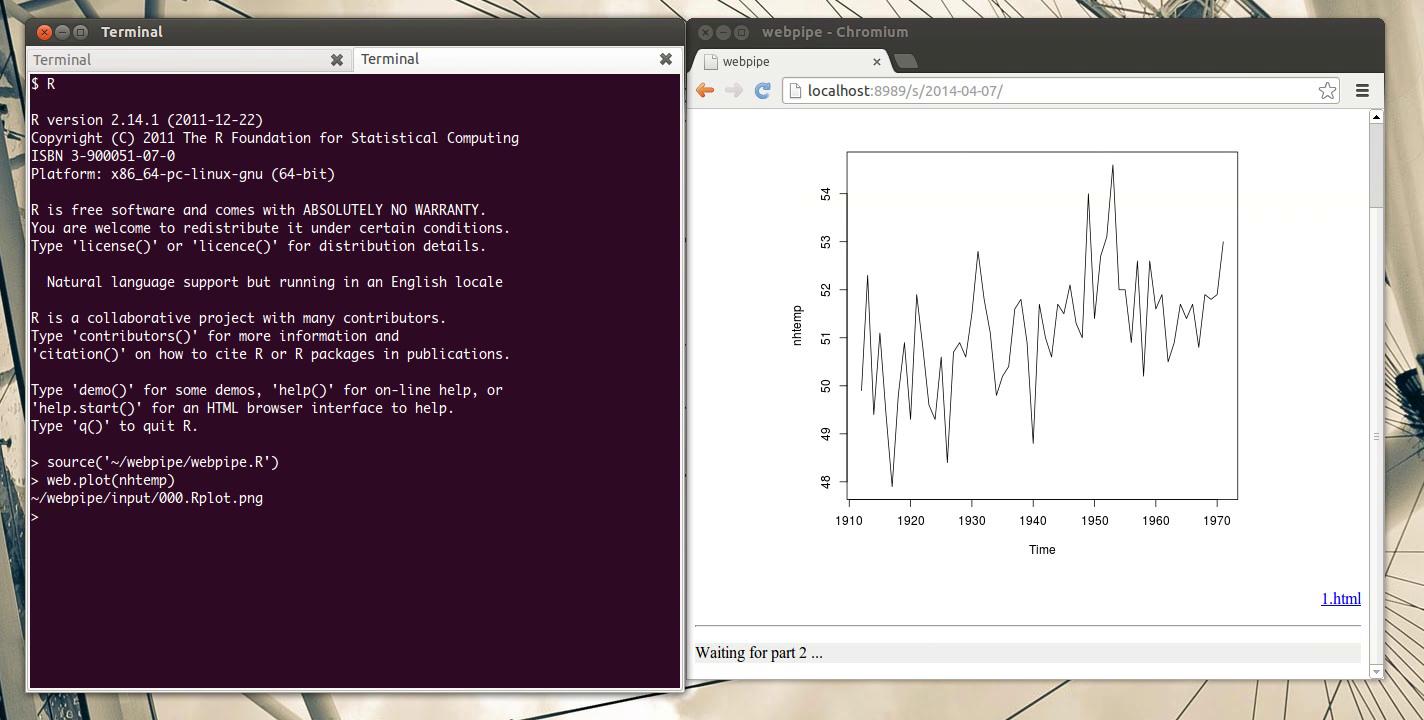 Terminal
Terminal
Terminal
$ R
R version 2.14.1 (2011-12-22)
Copyright (C) 2011 The R Foundation for Statistical Computing
ISBN 3-900051-07-0
Platform: x86_64-pc-linux-gnu (64-bit)
R is free software and comes with ABSOLUTELY NO WARRANTY.
You are welcome to redistribute it under certain conditions.
Type 'license()' or 'licence()' for distribution details.
Natural language support but running in an English locale
R is a collaborative project with many contributors.
Type 'contributors()' for more information and
'citation()' on how to cite R or R packages in publications.
Type 'demo()' for some demos, 'help()' for on-line help, or
'help.start()' for an HTML browser interface to help.
Type 'q()' to quit R.
> source('~/webpipe/webpipe.R')
> web.plot(nhtemp)
~/webpipe/input/000.Rplot.png
>
webpipe - Chromium
webpipe
localhost:8989/s/2014-04-07/
54
53
52
51
50
49
48
nhtemp
1910 1920 1930 1940 1950 1960 1970
Time
1.html
Waiting for part 2 ...